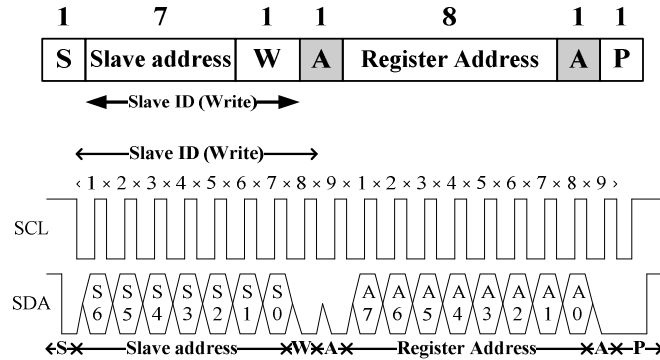 1 7 1 1 8 1 1
S Slave address W A Register Address A P
Slave ID (Write)
Slave ID (Write)
1 × 2 × 3 × 4 × 5 × 6 × 7 × 8 × 9 × 1 × 2 × 3 × 4 × 5 × 6 × 7 × 8 × 9
SCL
SDA
S S S S S S S A A A A A A A A
6 5 4 3 2 1 0 7 6 5 4 3 2 1 0
S Slave address W A Register Address A P